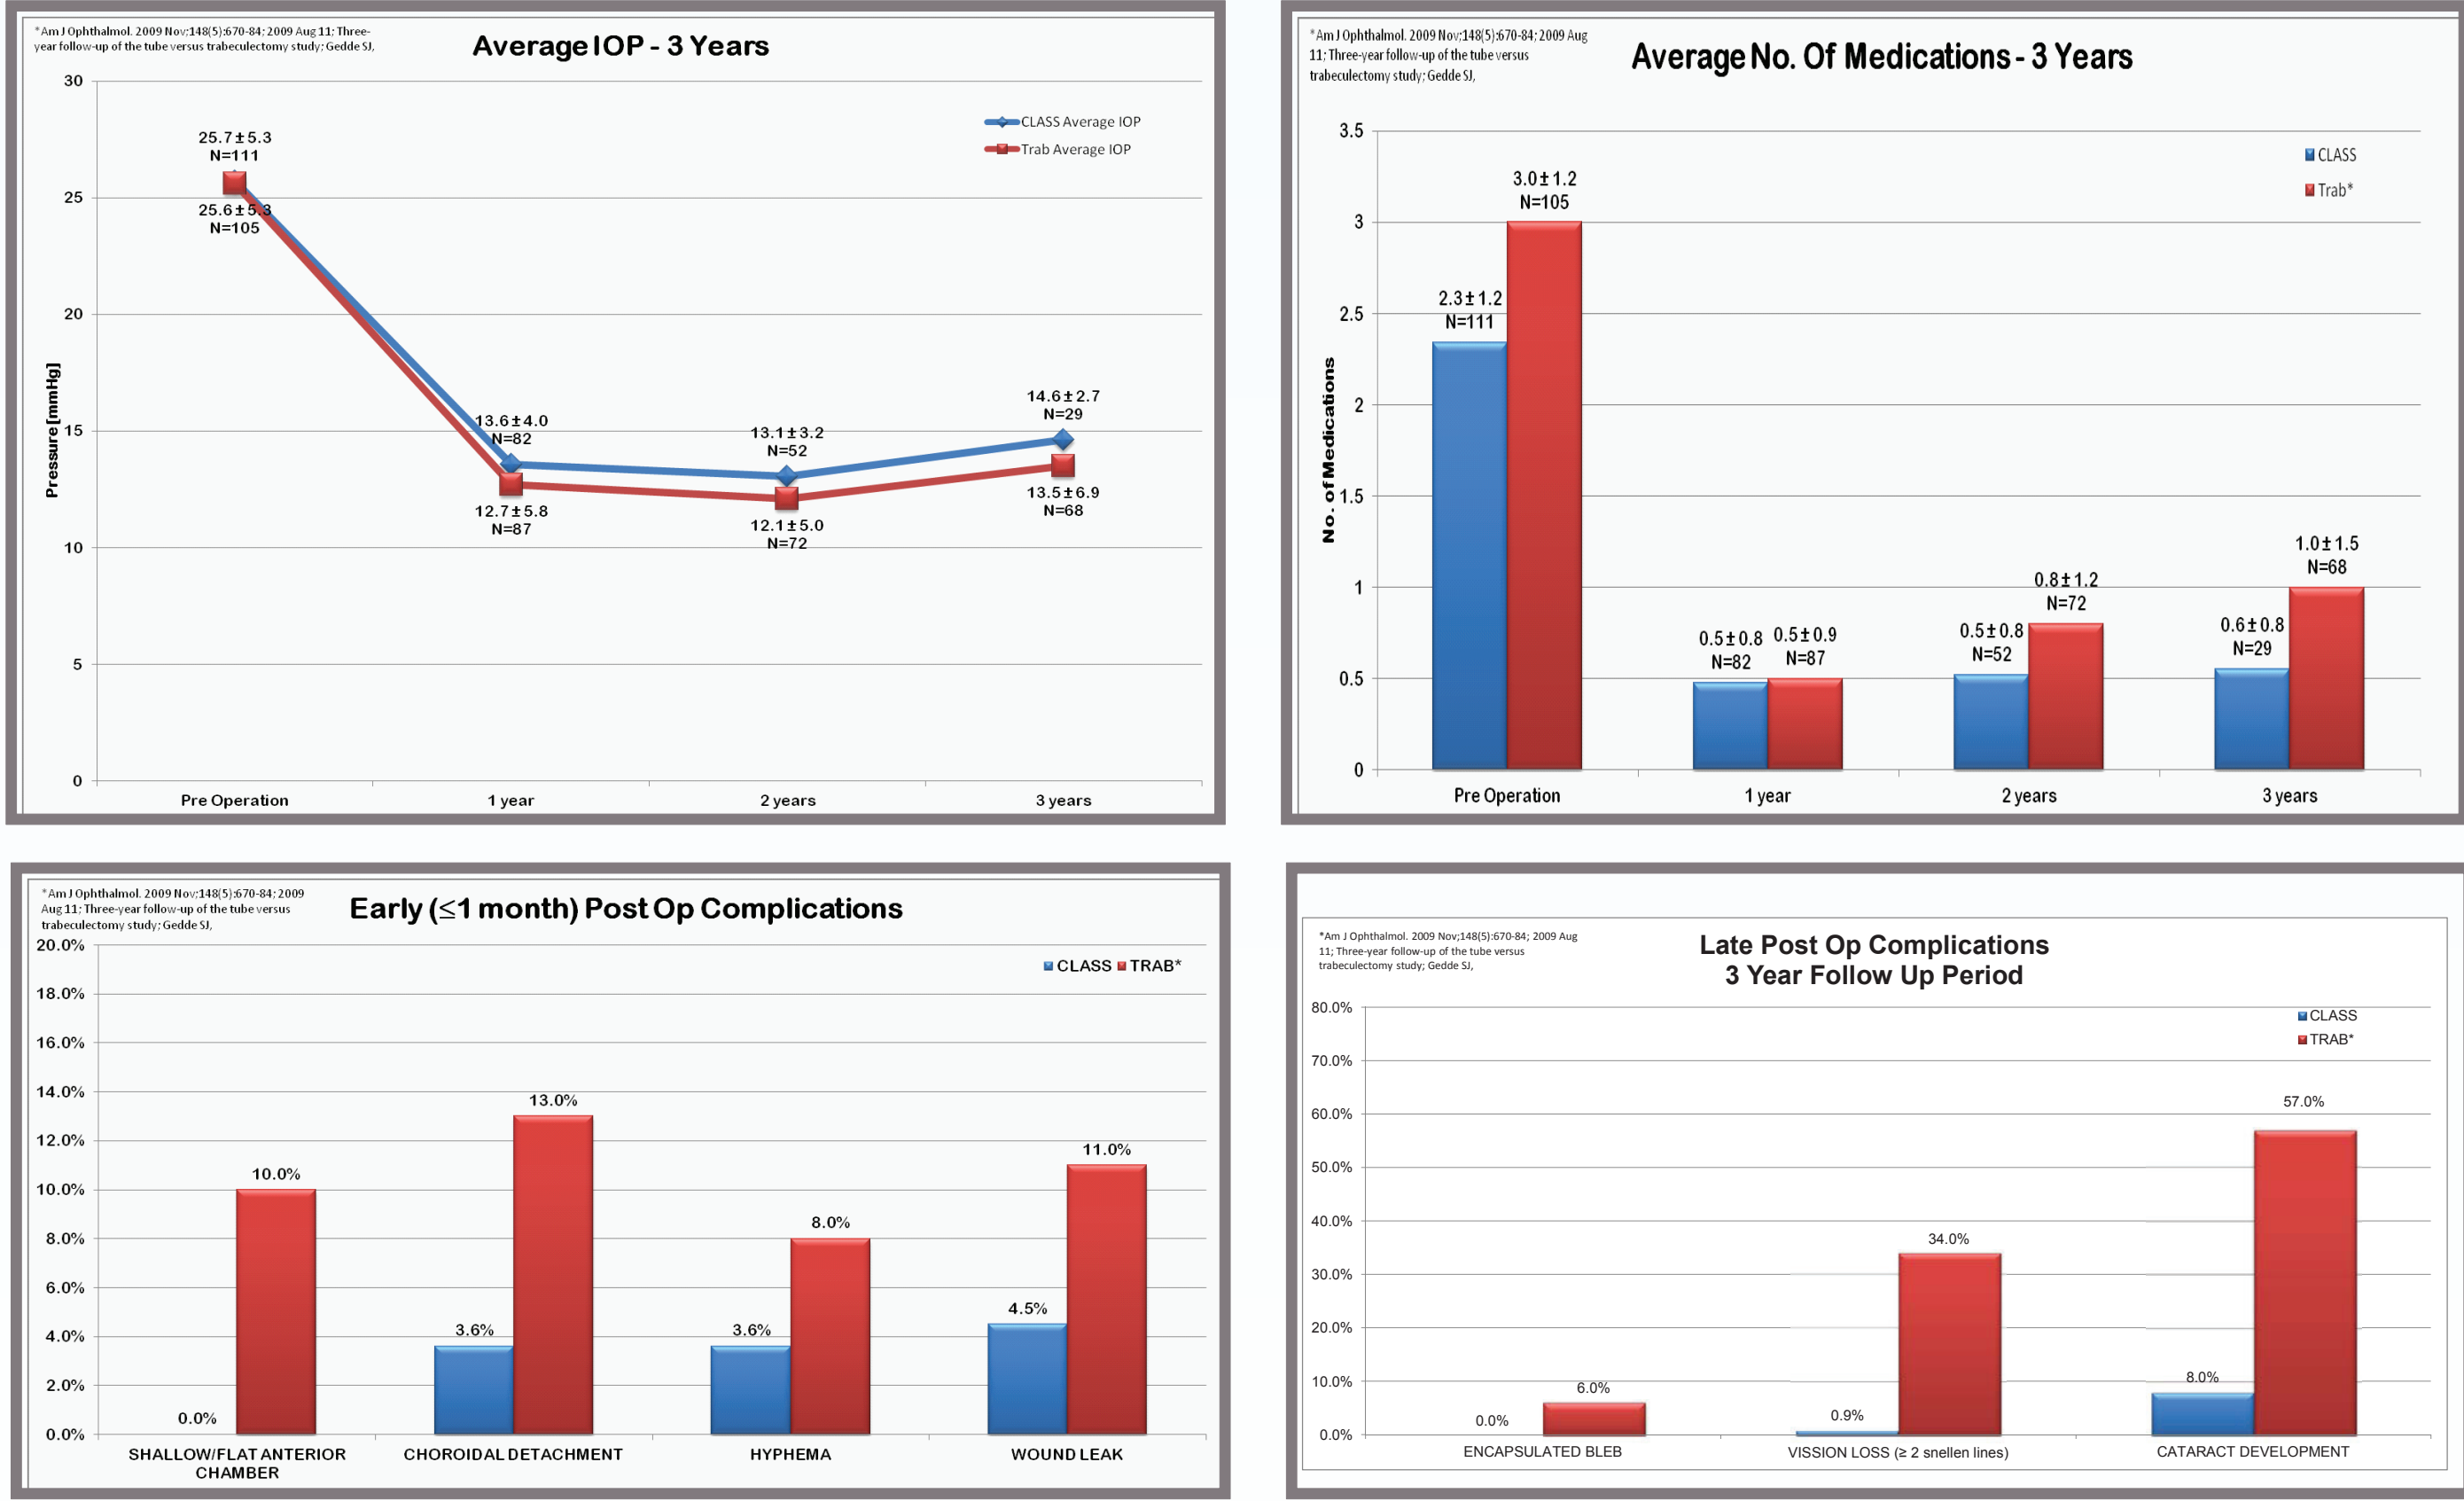 *Am J Ophthalmol. 2009 Nov;148(5):670-84; 2009 Aug 11; Three-
year follow-up of the tube versus trabeculectomy study; Gedde SJ,
Average IOP - 3 Years
30
25
20
15
10
5
0
Pressure [mmHg]
CLASS Average IOP
Trab Average IOP
25.7±5.3
N=111
25.6±5.3
N=105
13.6±4.0
N=82
12.7±5.8
N=87
13.1±3.2
N=52
12.1±5.0
N=72
14.6±2.7
N=29
13.5±6.9
N=68
Pre Operation
1 year
2 years
3 years
*Am J Ophthalmol. 2009 Nov;148(5):670-84; 2009 Aug
11; Three-year follow-up of the tube versus
trabeculectomy study; Gedde SJ,
Average No. Of Medications - 3 Years
3.5
3
2.5
2
1.5
1
0.5
0
No. of Medications
CLASS
Trab*
2.3±1.2
N=111
3.0±1.2
N=105
0.5±0.8
N=82
0.5±0.9
N=87
0.5±0.8
N=52
0.8±1.2
N=72
0.6±0.8
N=29
1.0±1.5
N=68
Pre Operation
1 year
2 years
3 years
*Am J Ophthalmol. 2009 Nov;148(5):670-84; 2009
Aug 11; Three-year follow-up of the tube versus
trabeculectomy study; Gedde SJ,
Early (≤1 month) Post Op Complications
20.0%
18.0%
16.0%
14.0%
12.0%
10.0%
8.0%
6.0%
4.0%
2.0%
0.0%
CLASS TRAB*
0.0%
10.0%
3.6%
13.0%
3.6%
8.0%
4.5%
11.0%
SHALLOW/FLAT ANTERIOR
CHAMBER
CHOROIDAL DETACHMENT
HYPHEMA
WOUND LEAK
*Am J Ophthalmol. 2009 Nov;148(5):670-84; 2009 Aug
11; Three-year follow-up of the tube versus
trabeculectomy study; Gedde SJ,
Late Post Op Complications
3 Year Follow Up Period
80.0%
70.0%
60.0%
50.0%
40.0%
30.0%
20.0%
10.0%
0.0%
CLASS
TRAB*
0.0%
6.0%
0.9%
34.0%
8.0%
57.0%
ENCAPSULATED BLEB
VISSION LOSS (≥ 2 snellen lines)
CATARACT DEVELOPMENT